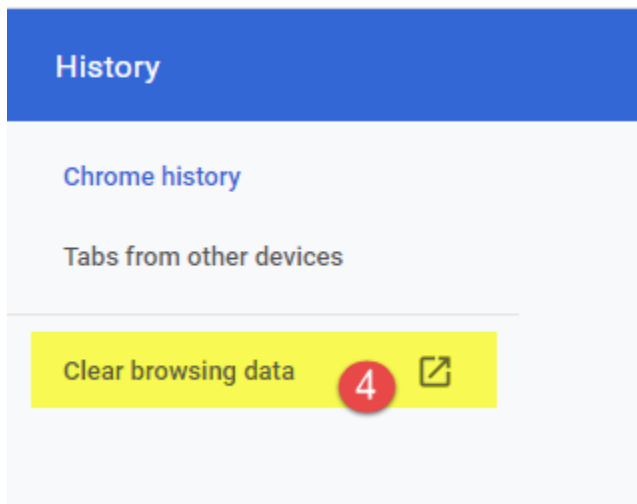 History
Chrome history
Tabs from other devices
Clear browsing data 4